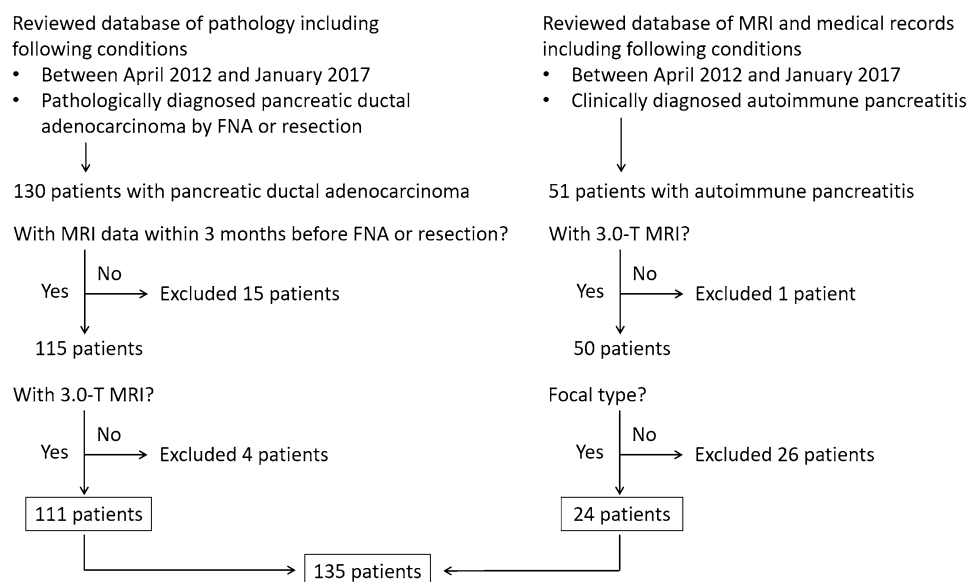 Reviewed database of pathology including
following conditions
• Between April 2012 and January 2017
• Pathologically diagnosed pancreatic ductal
adenocarcinoma by FNA or resection
130 patients with pancreatic ductal adenocarcinoma
With MRI data within 3 months before FNA or resection?
No
Yes
Excluded 15 patients
115 patients
With 3.0-T MRI?
No
Yes
Excluded 4 patients
111 patients
Reviewed database of MRI and medical records
including following conditions
• Between April 2012 and January 2017
• Clinically diagnosed autoimmune pancreatitis
51 patients with autoimmune pancreatitis
With 3.0-T MRI?
No
Yes
Excluded 1 patient
50 patients
Focal type?
No
Yes
Excluded 26 patients
24 patients
135 patients